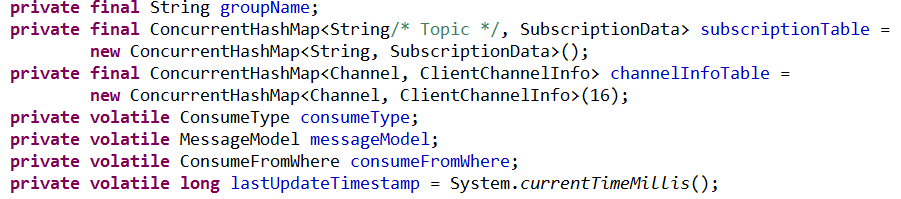 private final String groupName;
private final ConcurrentHashMap<String/* Topic */, SubscriptionData> subscriptionTable =
new ConcurrentHashMap<String, SubscriptionData>();
private final ConcurrentHashMap<Channel, ClientChannelInfo> channelInfoTable =
new ConcurrentHashMap<Channel, ClientChannelInfo>(16);
private volatile ConsumeType consumeType;
private volatile MessageModel messageModel;
private volatile ConsumeFromWhere consumeFromWhere;
private volatile long lastUpdateTimestamp = System.currentTimeMillis();